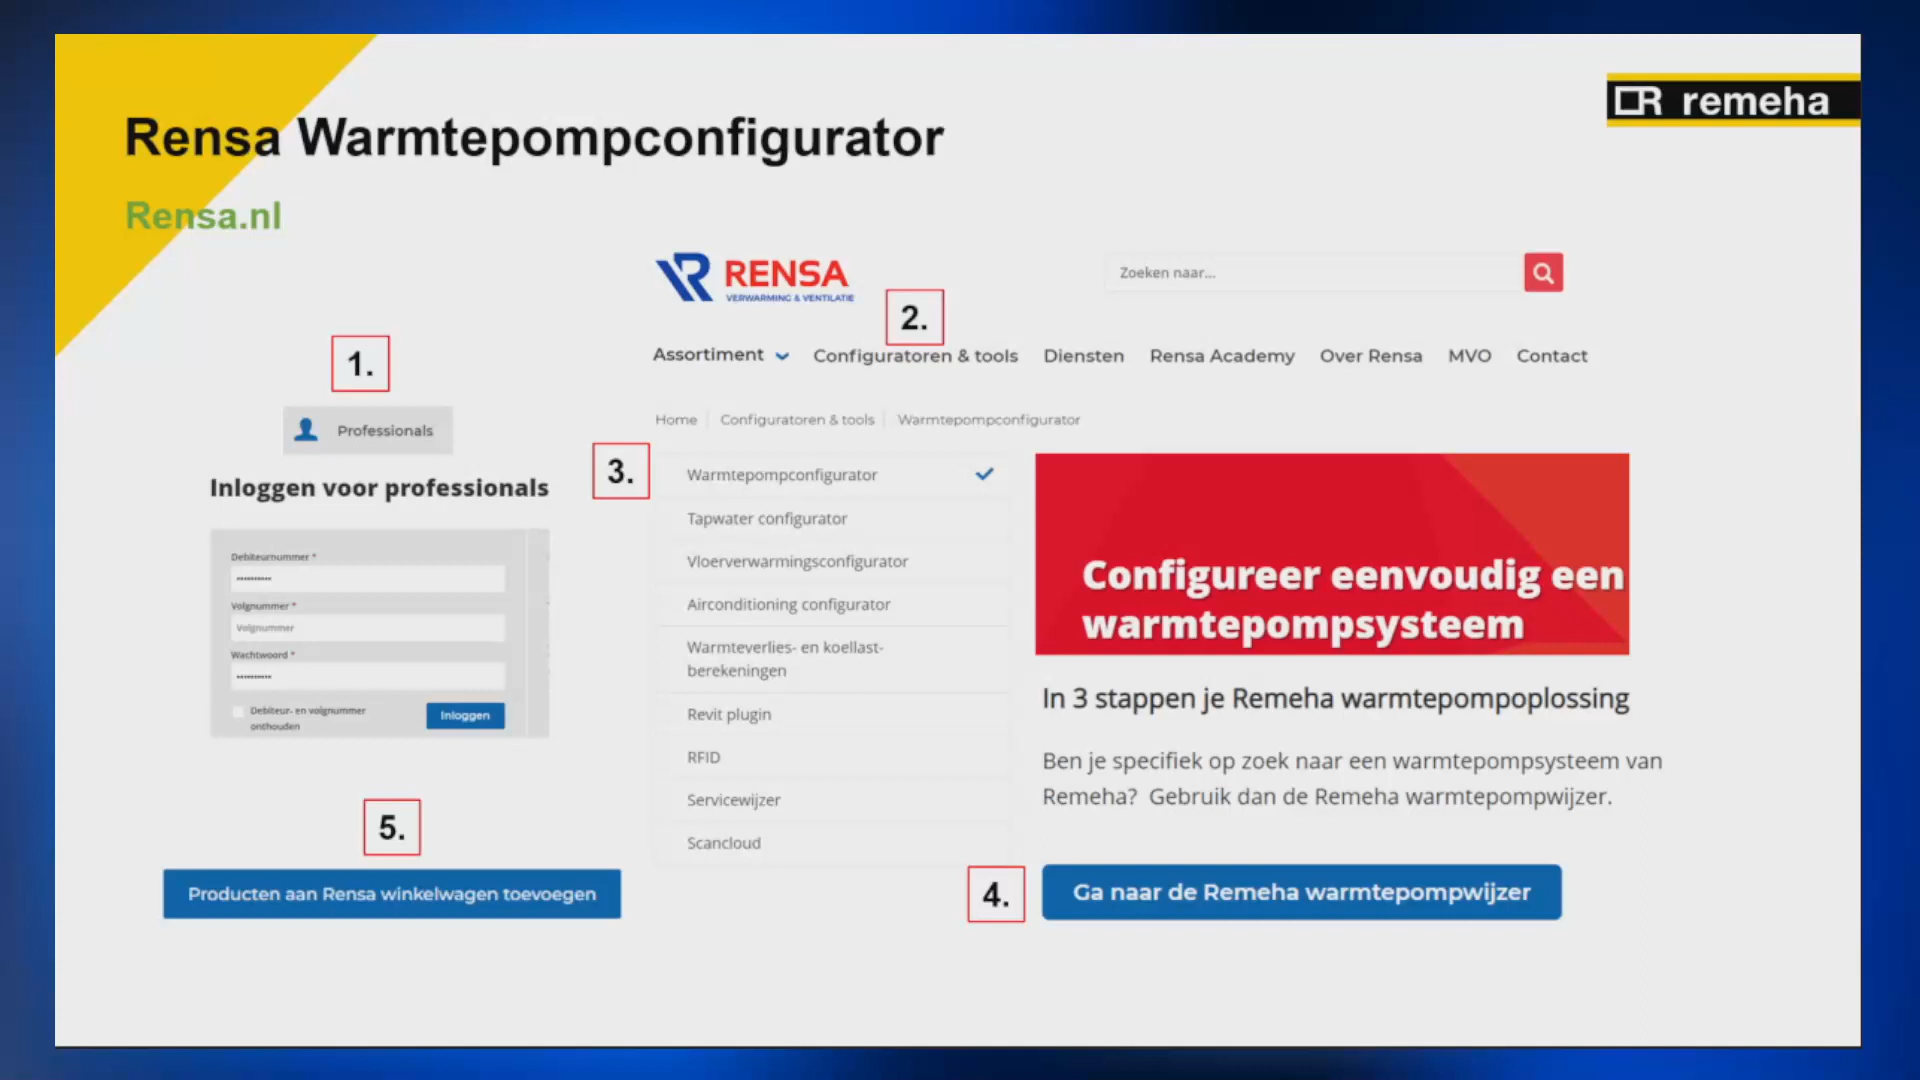 Rensa Warmtepompconfigurator
remeha
Rensa.nl
RENSA
VERWARMING & VENTILATIE
Zoeken naar...
2.
Assortiment
Configuratoren & tools
Diensten
Rensa Academy
Over Rensa
MVO
Contact
1.
Professionals
Inloggen voor professionals
Debiteurnummer *
Volgnummer *
Volgnummer
Wachtwoord *
Debiteur- en volgnummer
onthouden
Inloggen
Home
Configuratoren & tools
Warmtepompconfigurator
3.
Warmtepompconfigurator
Tapwater configurator
Vloerverwarmingsconfigurator
Airconditioning configurator
Warmteverlies- en koellast-
berekeningen
Revit plugin
RFID
Servicewijzer
Scancloud
Configureer eenvoudig een
warmtepompsysteem
In 3 stappen je Remeha warmtepompoplossing
Ben je specifiek op zoek naar een warmtepompsysteem van
Remeha? Gebruik dan de Remeha warmtepompwijzer.
4.
Ga naar de Remeha warmtepompwijzer
5.
Producten aan Rensa winkelwagen toevoegen